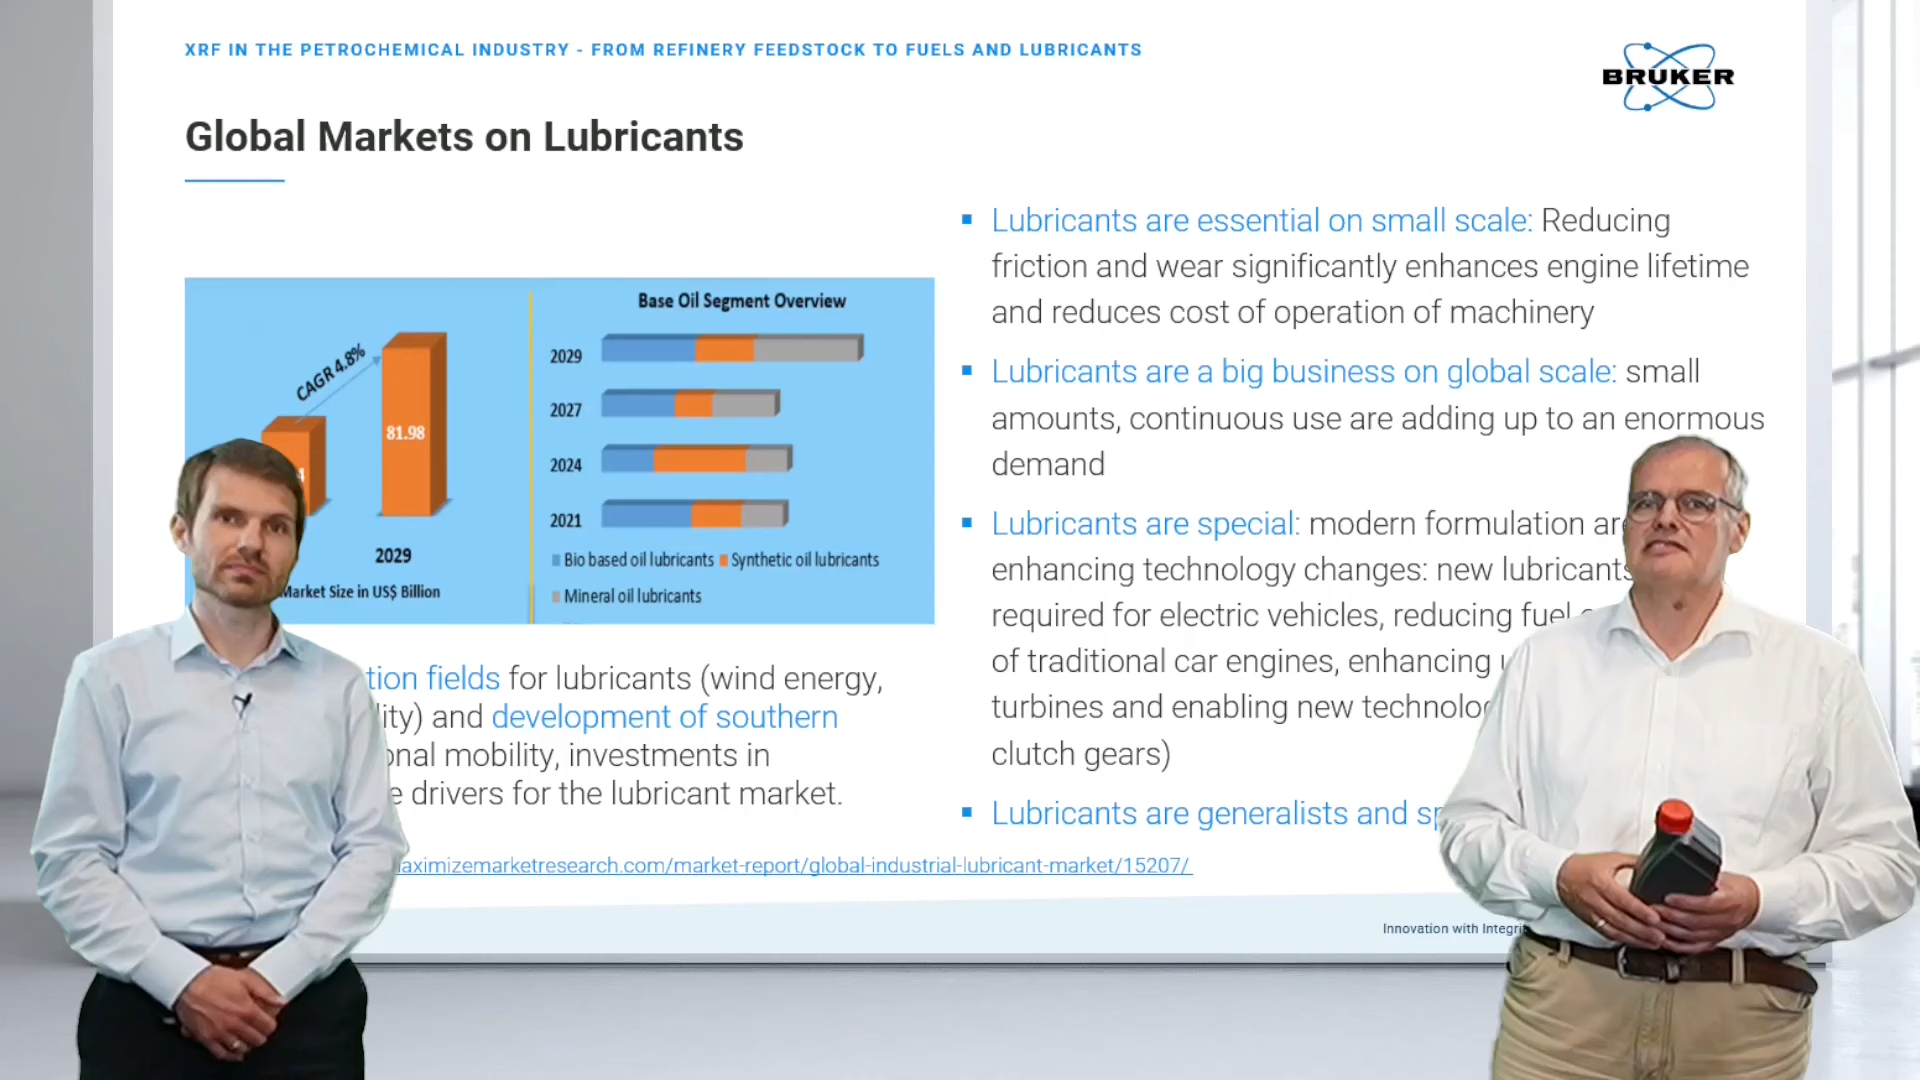 XRF IN THE PETROCHEMICAL INDUSTRY - FROM REFINERY FEEDSTOCK TO FUELS AND LUBRICANTS
BRUKER
Global Markets on Lubricants
CAGR 4.8%
4
81.98
2029
Market Size in US$ Billion
Base Oil Segment Overview
2029
2027
2024
2021
Bio based oil lubricants Synthetic oil lubricants
Mineral oil lubricants
tion fields for lubricants (wind energy,
lity) and development of southern
onal mobility, investments in
e drivers for the lubricant market.
Lubricants are essential on small scale: Reducing
friction and wear significantly enhances engine lifetime
and reduces cost of operation of machinery
Lubricants are a big business on global scale: small
amounts, continuous use are adding up to an enormous
demand
Lubricants are special: modern formulation are
enhancing technology changes: new lubricants
required for electric vehicles, reducing fuel
of traditional car engines, enhancing
turbines and enabling new
clutch gears)
Lubricants are generalists and
aximizemarketresearch.com/market-report/global-industrial-lubricant-market/15207/
Innovation with